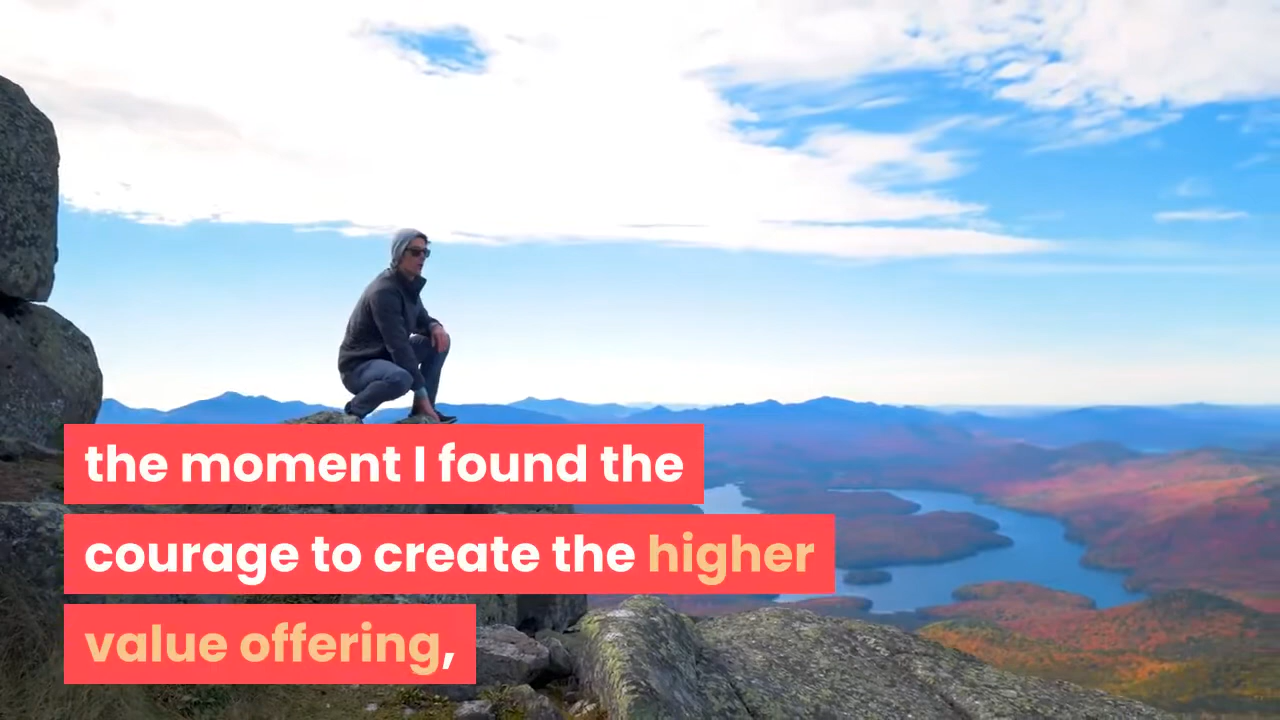 the moment I found the
courage to create the higher
value offering,